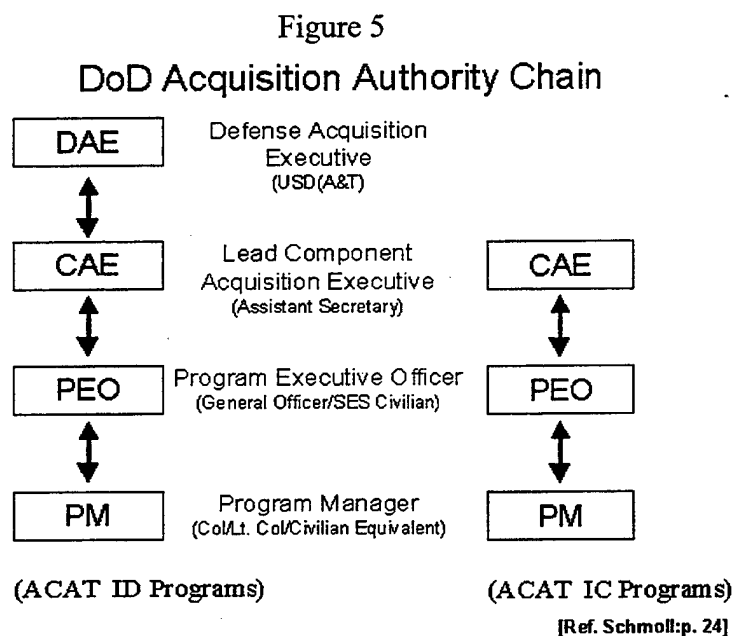 Figure 5
DoD Acquisition Authority Chain
DAE
Defense Acquisition
Executive
(USD(A&T)
CAE
Lead Component
Acquisition Executive
(Assistant Secretary)
CAE
PEO
Program Executive Officer
(General Officer/SES Civilian)
PEO
PM
Program Manager
(Col/Lt. Col/Civilian Equivalent)
PM
(ACAT ID Programs)
(ACAT IC Programs)
[Ref. Schmoll:p. 24]